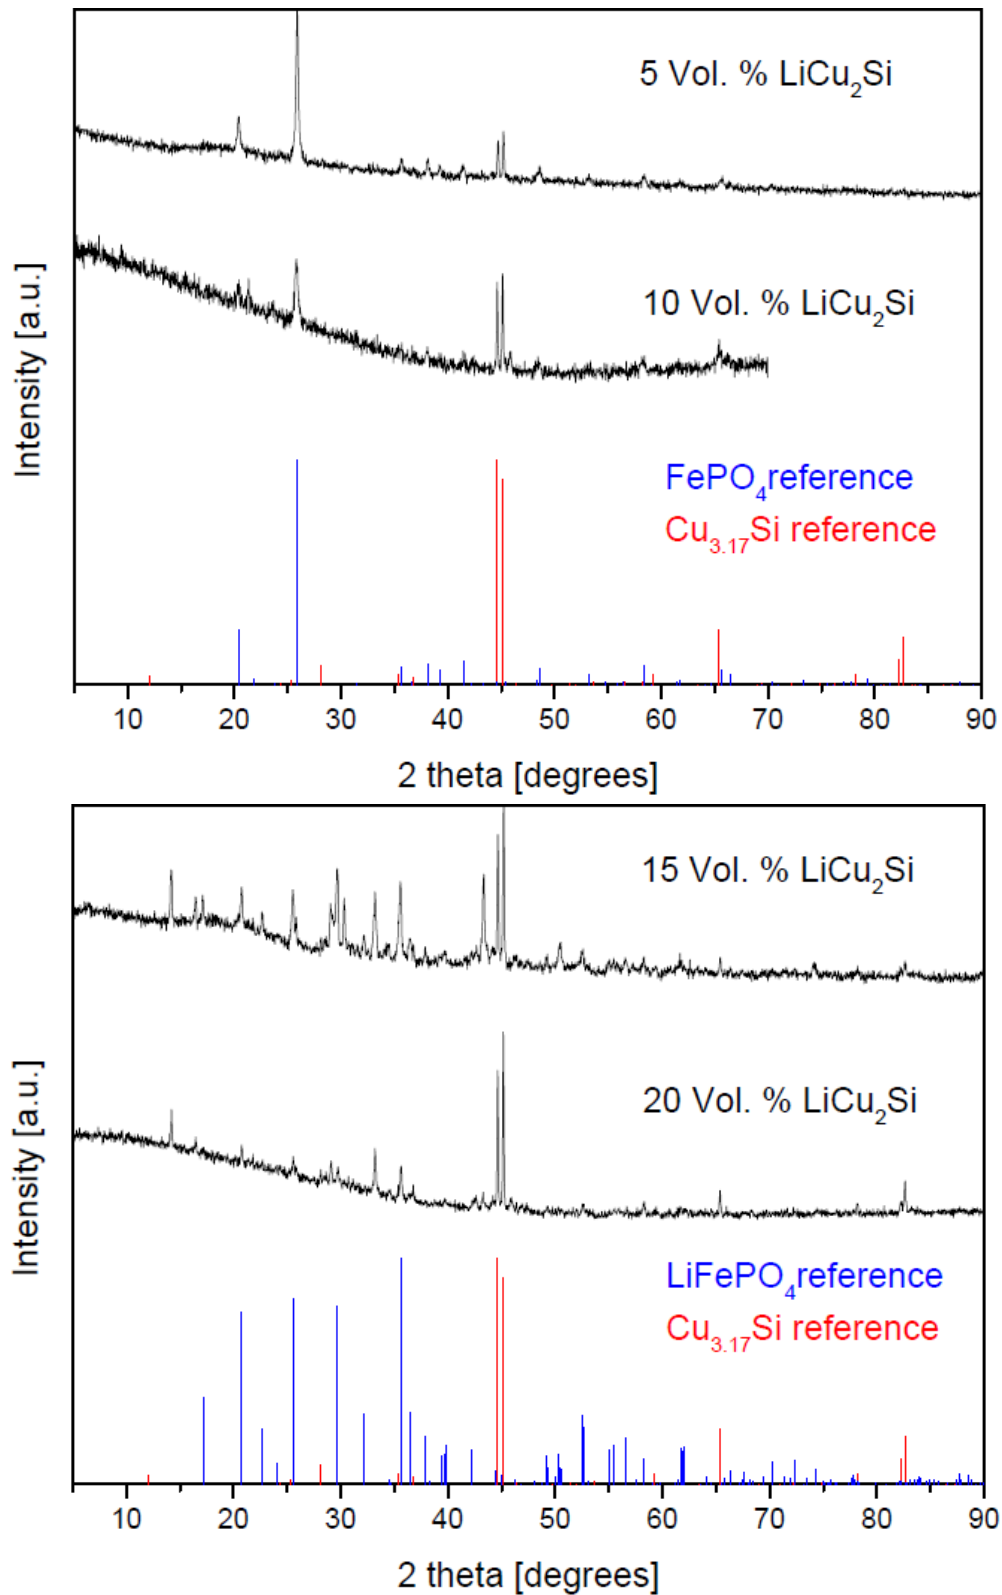 5 Vol. % LiCu₂Si
10 Vol. % LiCu₂Si
Intensity [a.u.]
FePO₄reference
Cu₃.₁₇Si reference
10 20 30 40 50 60 70 80 90
2 theta [degrees]
15 Vol. % LiCu₂Si
20 Vol. % LiCu₂Si
Intensity [a.u.]
LiFePO₄reference
Cu₃.₁₇Si reference
10 20 30 40 50 60 70 80 90
2 theta [degrees]